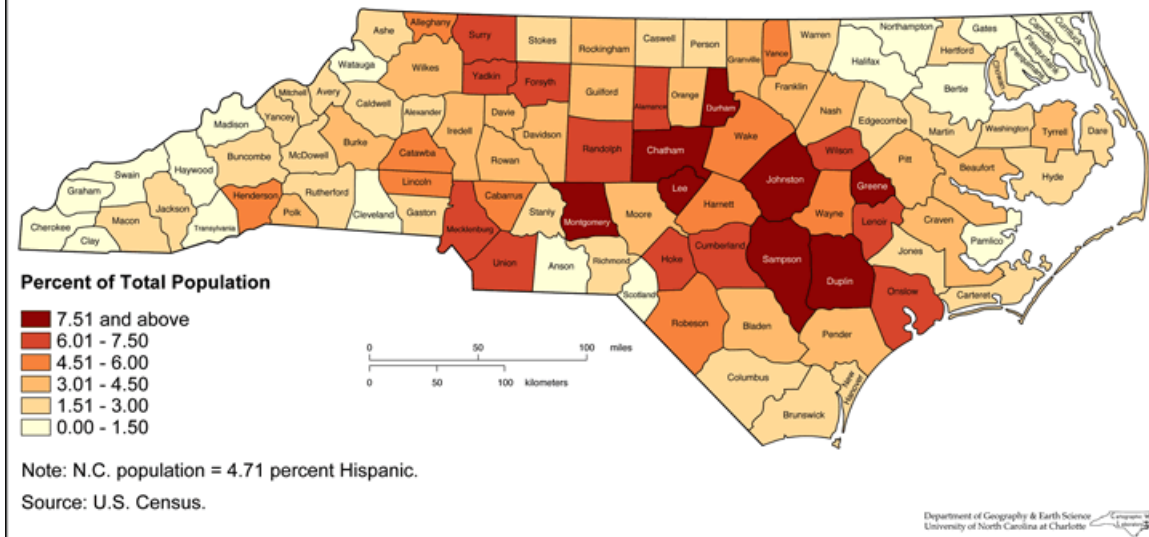 Ashe
Alleghany
Surry
Stokes
Rockingham
Caswell
Person
Granville
Vance
Warren
Northampton
Gates
Camden
Currituck
Pasquotank
Perquimans
Chowan
Hertford
Halifax
Bertie
Watauga
Wilkes
Yadkin
Forsyth
Guilford
Alamance
Orange
Durham
Franklin
Nash
Edgecombe
Martin
Washington
Tyrrell
Dare
Mitchell
Avery
Caldwell
Alexander
Yancey
Madison
Iredell
Davie
Davidson
Randolph
Chatham
Wake
Wilson
Pitt
Beaufort
Hyde
Haywood
Buncombe
McDowell
Burke
Catawba
Rowan
Swain
Graham
Lincoln
Cabarrus
Lee
Johnston
Greene
Henderson
Rutherford
Jackson
Macon
Polk
Cleveland
Gaston
Stanly
Montgomery
Moore
Harnett
Wayne
Lenoir
Craven
Cherokee
Clay
Transylvania
Mecklenburg
Pamlico
Union
Anson
Richmond
Hoke
Cumberland
Sampson
Duplin
Jones
Scotland
Onslow
Carteret
Robeson
Bladen
Pender
Columbus
New
Hanover
Brunswick
Percent of Total Population
7.51 and above
6.01 - 7.50
4.51 - 6.00
3.01 - 4.50
1.51 - 3.00
0.00 - 1.50
0 50 100 miles
0 50 100 kilometers
Note: N.C. population = 4.71 percent Hispanic.
Source: U.S. Census.
Department of Geography & Earth Science
University of North Carolina at Charlotte